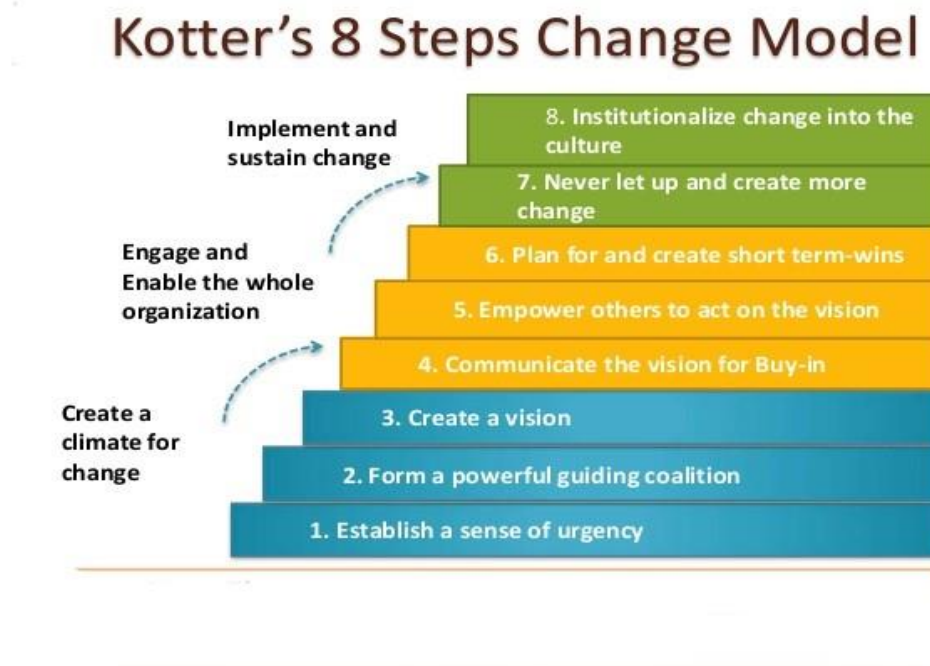 Kotter’s 8 Steps Change Model
Implement and
sustain change
8. Institutionalize change into the
culture
7. Never let up and create more
change
Engage and
Enable the whole
organization
6. Plan for and create short term-wins
5. Empower others to act on the vision
4. Communicate the vision for Buy-in
Create a
climate for
change
3. Create a vision
2. Form a powerful guiding coalition
1. Establish a sense of urgency